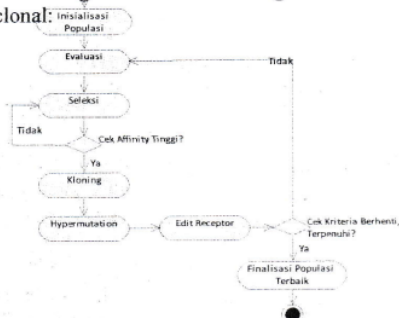 clonal:
Inisialisasi
Populasi
Evaluasi
Tidak
Seleksi
Tidak
Cek Affinity Tinggi?
Ya
Kloning
Hypermutation
Edit Receptor
Cek Kriteria Berhenti,
Terpenuhi?
Ya
Finalisasi Populasi
Terbaik